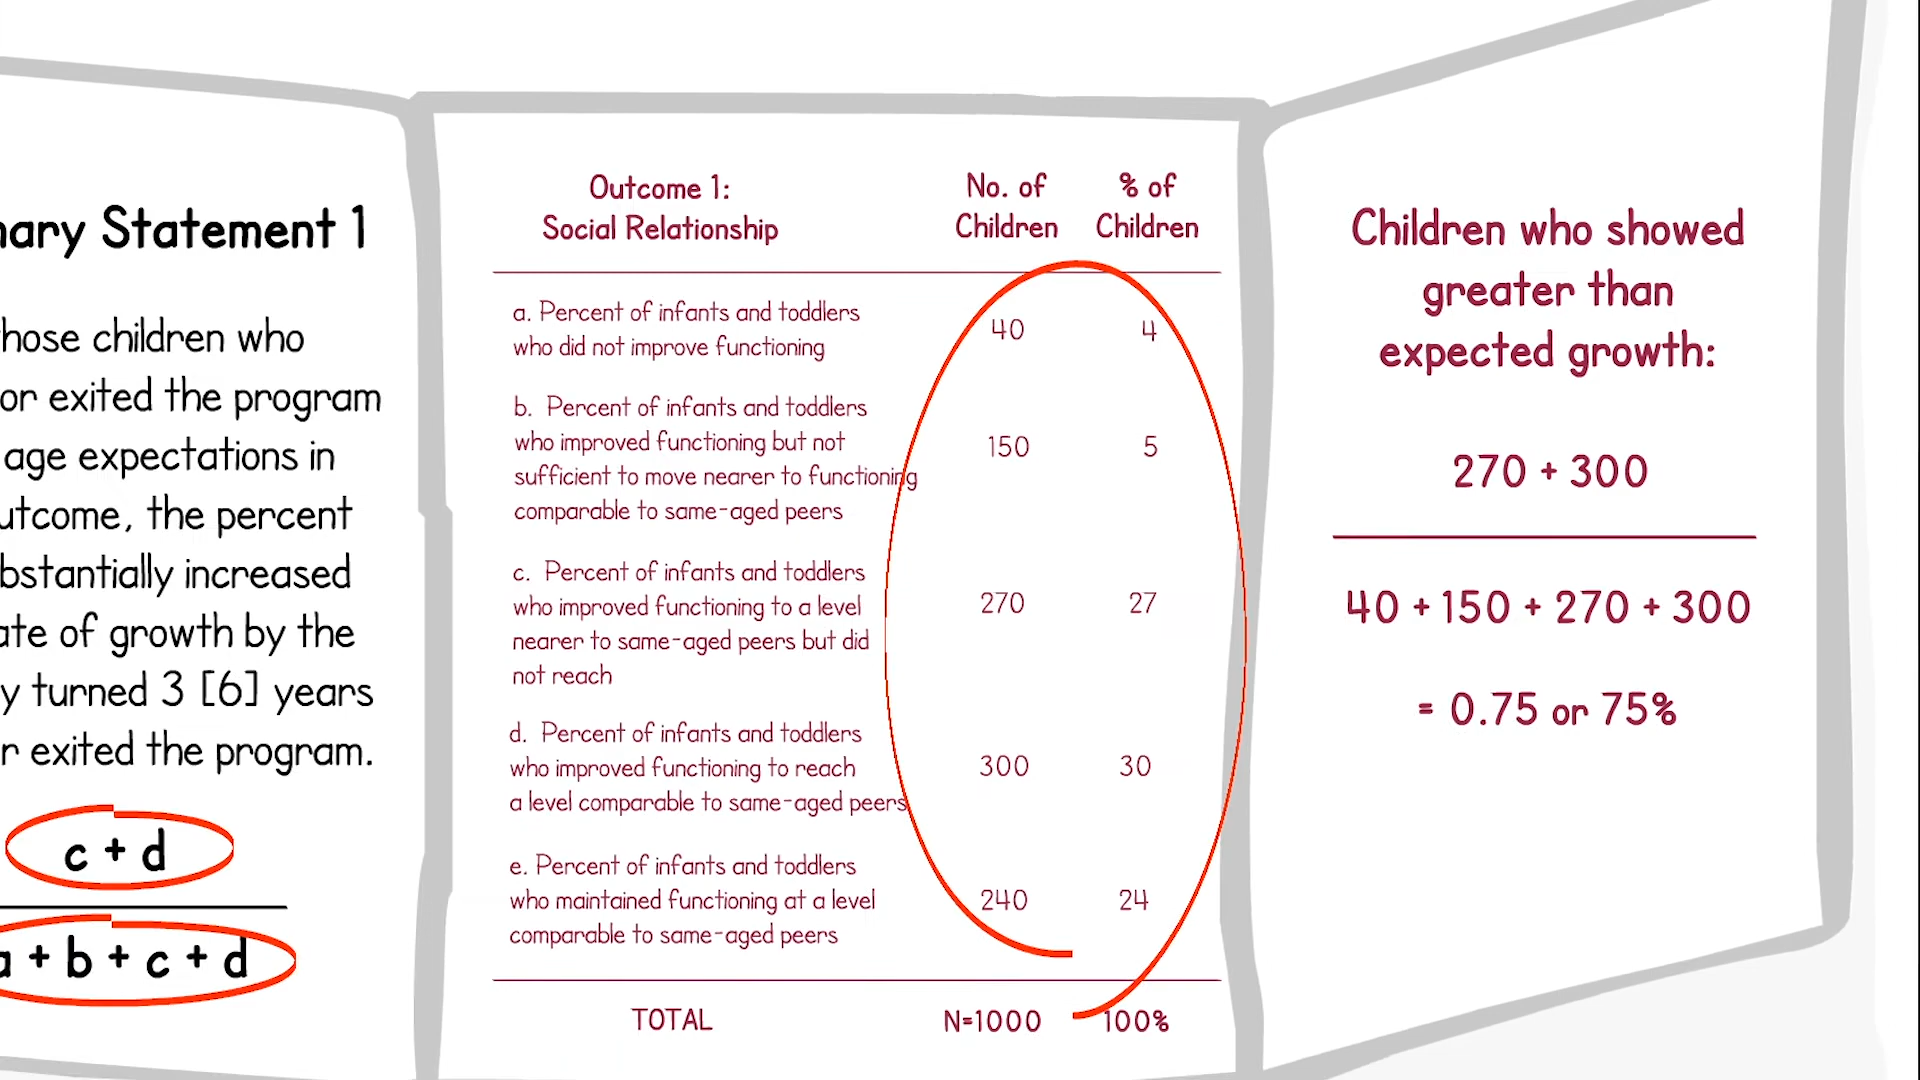 Statement 1
children who
or exited the program
age expectations in
the percent
increased
of growth by the
turned 3 [6] years
exited the program.
c + d
+ b + c + d
Outcome 1:
Social Relationship
No. of
Children
% of
Children
a. Percent of infants and toddlers
who did not improve functioning
40
4
b. Percent of infants and toddlers
who improved functioning but not
sufficient to move nearer to functioning
comparable to same-aged peers
150
5
c. Percent of infants and toddlers
who improved functioning to a level
nearer to same-aged peers but did
not reach
270
27
d. Percent of infants and toddlers
who improved functioning to reach
a level comparable to same-aged peers
300
30
e. Percent of infants and toddlers
who maintained functioning at a level
comparable to same-aged peers
240
24
TOTAL
N=1000
100%
Children who showed
greater than
expected growth:
270 + 300
40 + 150 + 270 + 300
= 0.75 or 75%